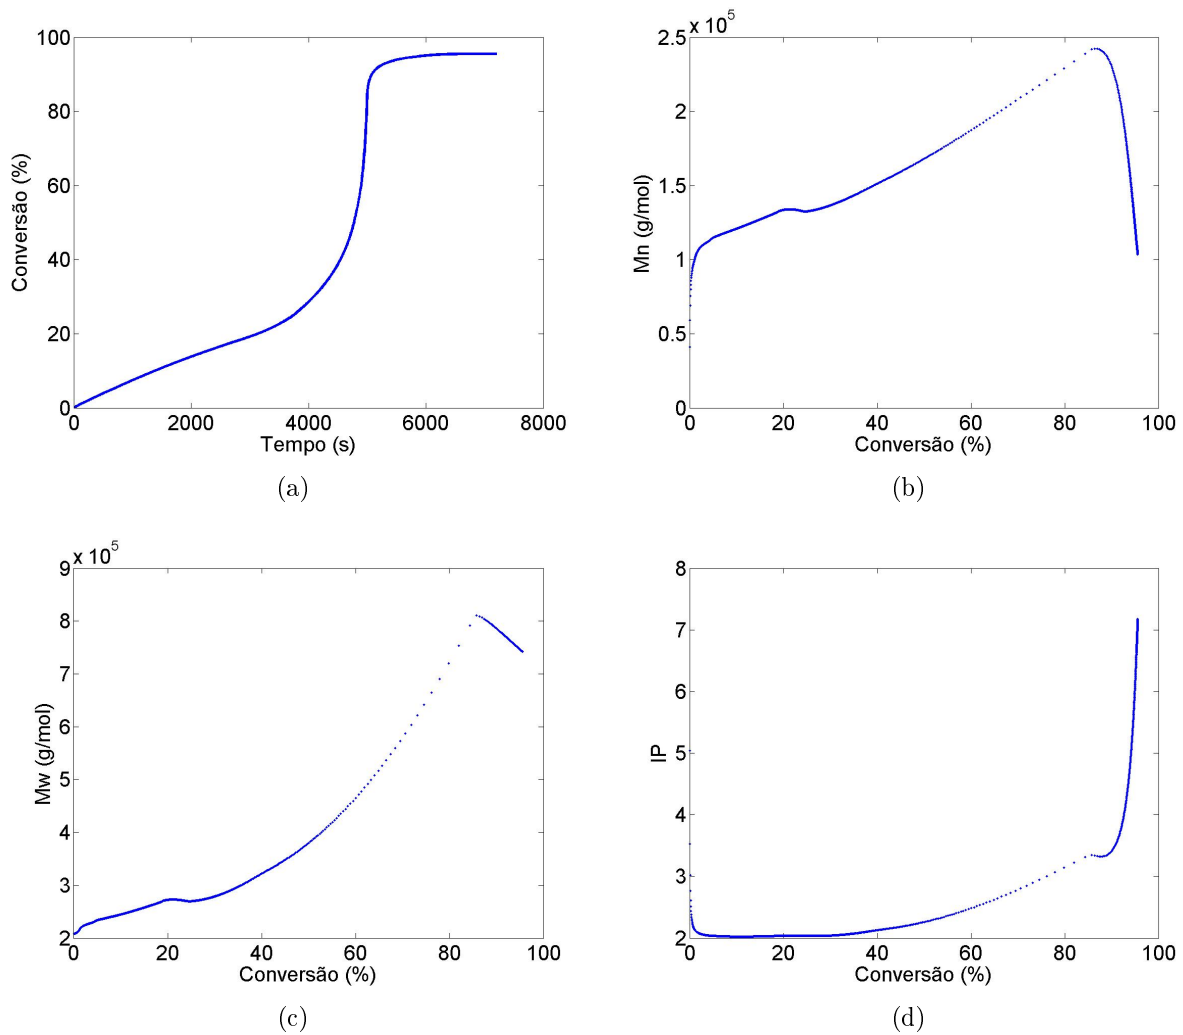 100
80
60
40
20
0
0 2000 4000 6000 8000
Conversão (%)
Tempo (s)
(a)
x 10^5
2.5
2
1.5
1
0.5
0
0 20 40 60 80 100
Mn (g/mol)
Conversão (%)
(b)
x 10^5
9
8
7
6
5
4
3
2
0 20 40 60 80 100
Mw (g/mol)
Conversão (%)
(c)
8
7
6
5
4
3
2
0 20 40 60 80 100
IP
Conversão (%)
(d)